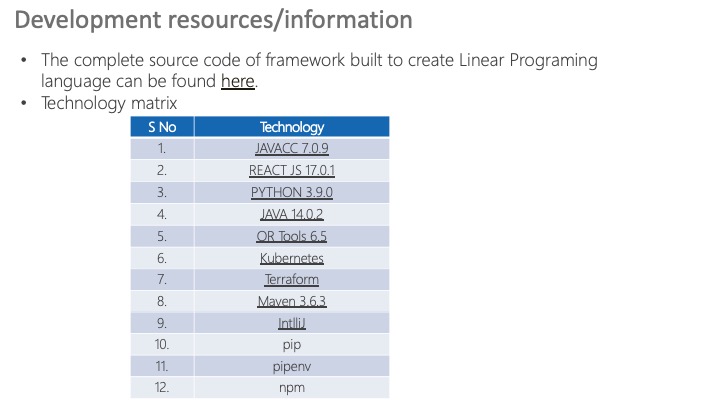 Development resources/information
• The complete source code of framework built to create Linear Programing
language can be found here.
• Technology matrix
S No Technology
1. JAVACC 7.0.9
2. REACT JS 17.0.1
3. PYTHON 3.9.0
4. JAVA 14.0.2
5. OR Tools 6.5
6. Kubernetes
7. Terraform
8. Maven 3.6.3
9. IntlliJ
10. pip
11. pipenv
12. npm